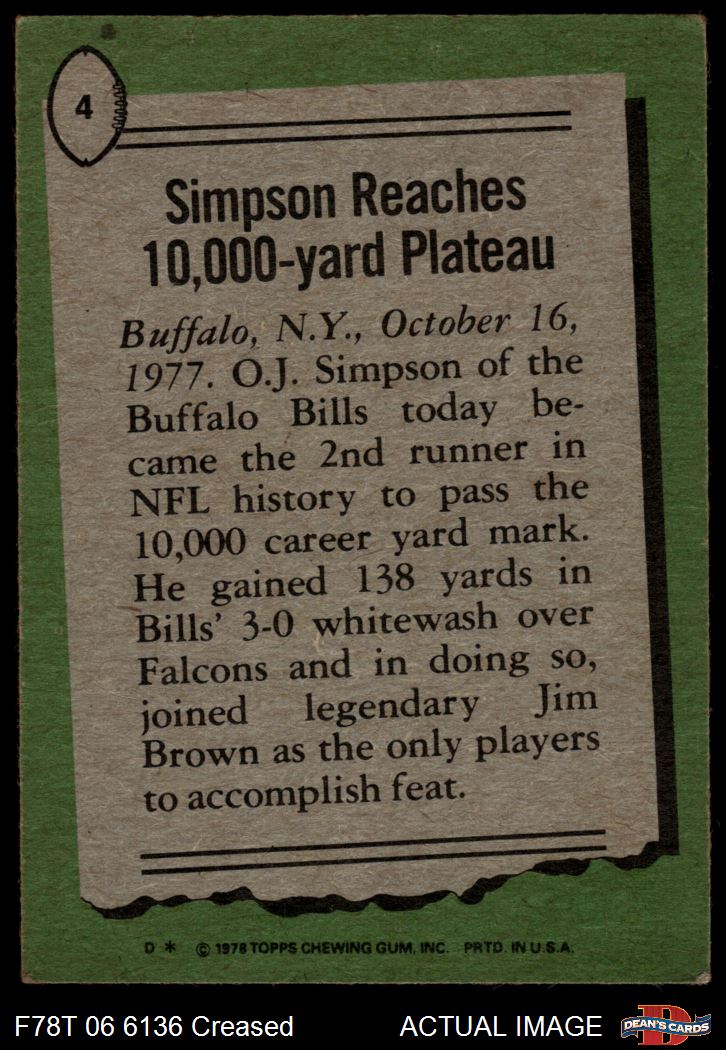 4
Simpson Reaches
10,000-yard Plateau
Buffalo, N.Y., October 16,
1977. O.J. Simpson of the
Buffalo Bills today be-
came the 2nd runner in
NFL history to pass the
10,000 career yard mark.
He gained 138 yards in
Bills' 3-0 whitewash over
Falcons and in doing so,
joined legendary Jim
Brown as the only players
to accomplish feat.
D * © 1978 TOPPS CHEWING GUM, INC. PRTD. IN U.S.A.
F78T 06 6136 Creased ACTUAL IMAGE
D
DEAN'S CARDS